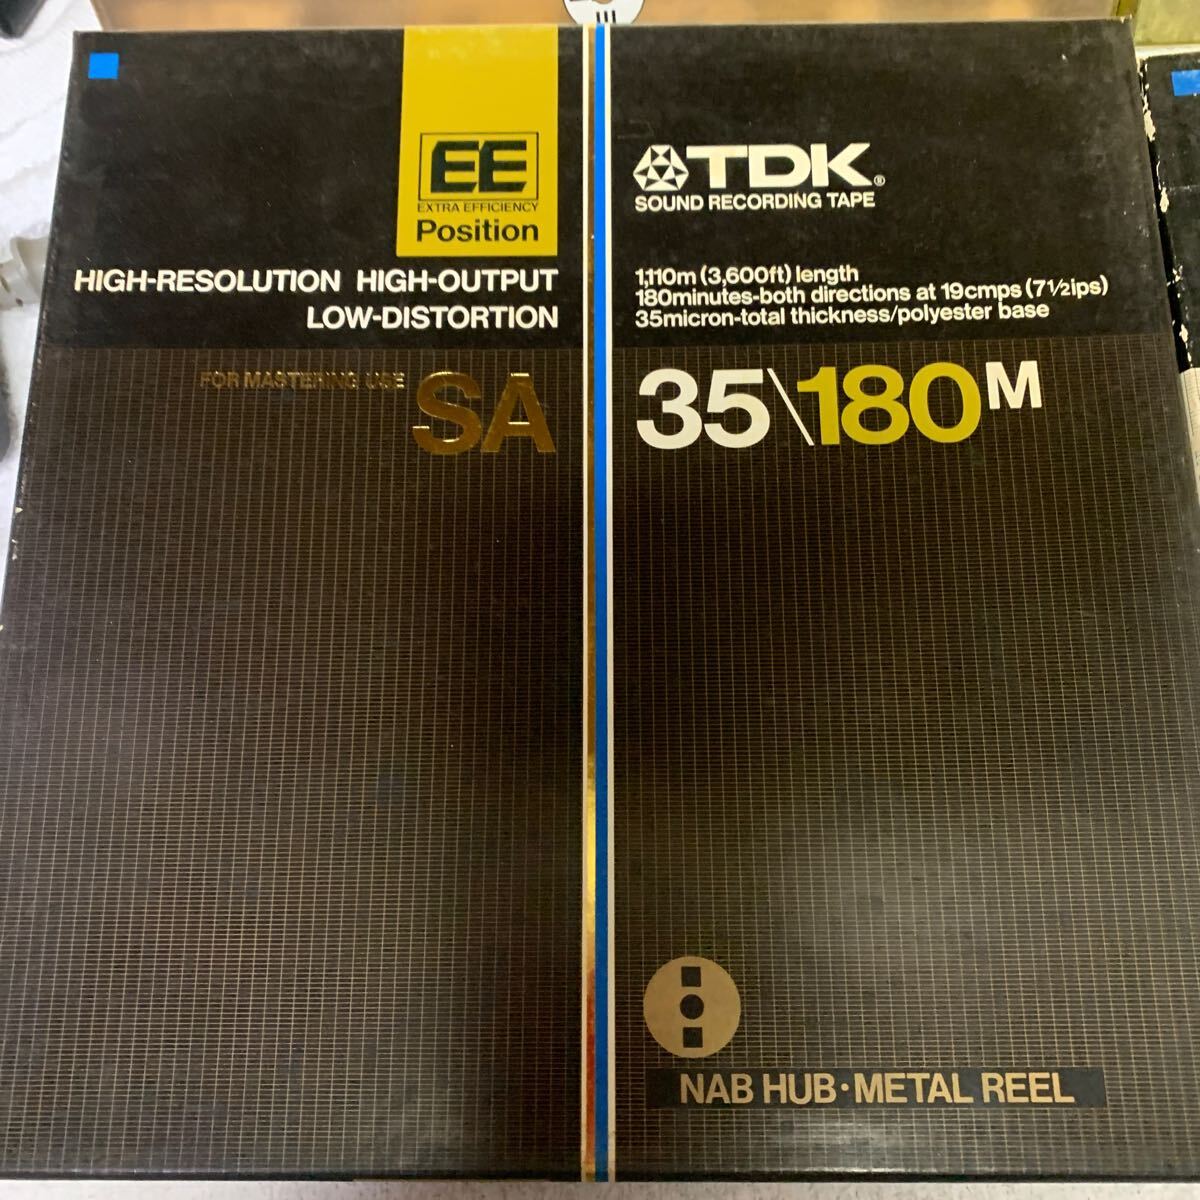 EE
EXTRA EFFICIENCY
Position
HIGH-RESOLUTION HIGH-OUTPUT
LOW-DISTORTION
FOR MASTERING USE
SA
TDK®
SOUND RECORDING TAPE
1,110m (3,600ft) length
180minutes-both directions at 19cmps (7½ips)
35micron-total thickness/polyester base
35\180M
NAB HUB·METAL REEL